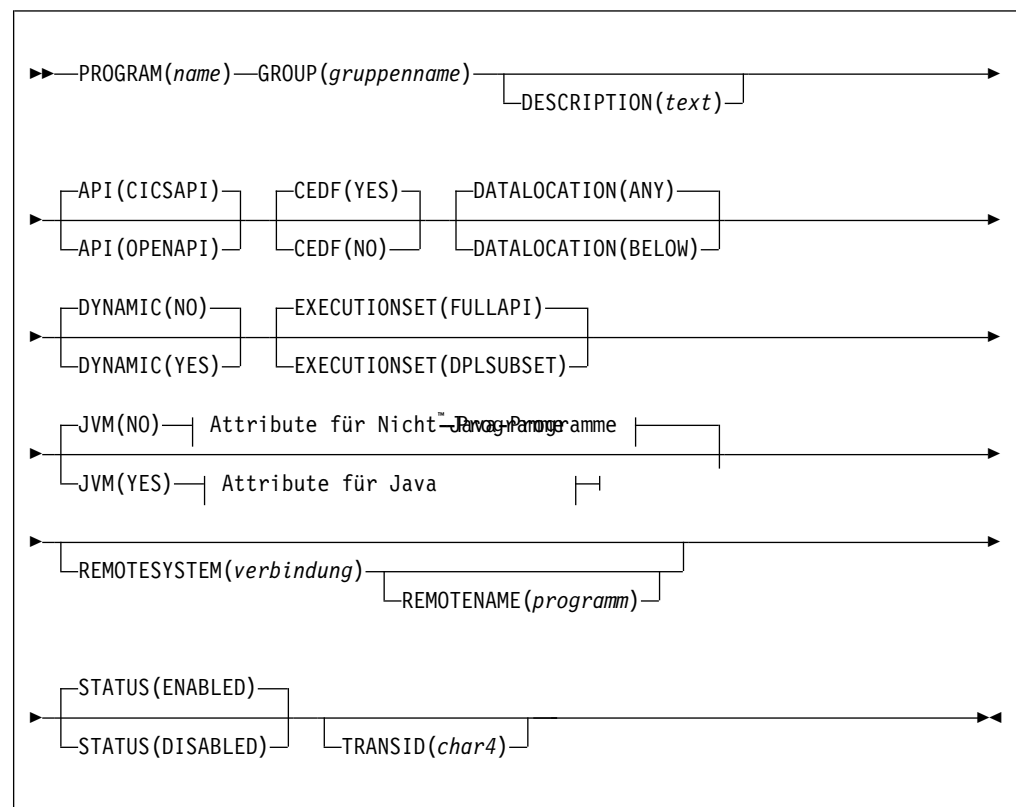 PROGRAM(name) GROUP(gruppenname)
DESCRIPTION(text)
API(CICSAPI) CEDF(YES) DATALOCATION(ANY)
API(OPENAPI) CEDF(NO) DATALOCATION(BELOW)
DYNAMIC(NO) EXECUTIONSET(FULLAPI)
DYNAMIC(YES) EXECUTIONSET(DPLSUBSET)
JVM(NO) Attribute für Nicht-Java-Programme
JVM(YES) Attribute für Java
REMOTESYSTEM(verbindung)
REMOTENAME(programm)
STATUS(ENABLED)
STATUS(DISABLED) TRANSID(char4)